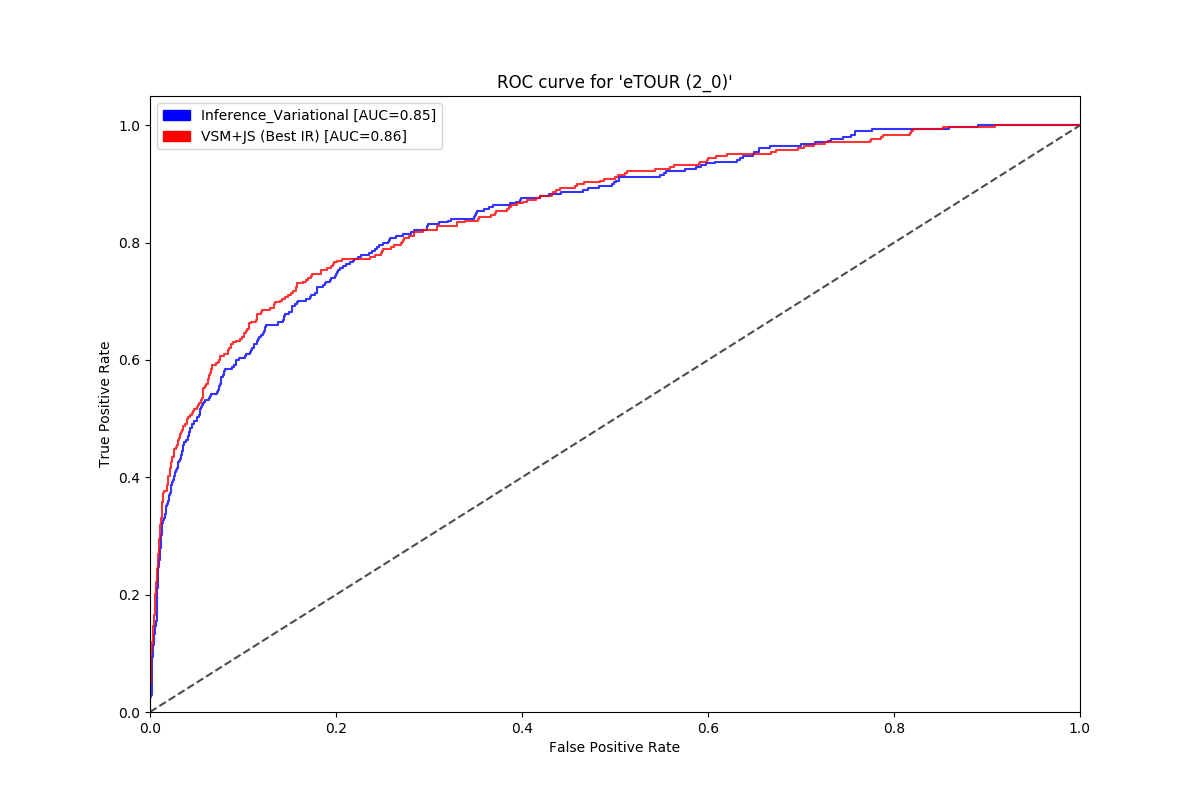 ROC curve for 'eTOUR (2_0)'
Inference_Variational [AUC=0.85]
VSM+JS (Best IR) [AUC=0.86]
True Positive Rate
1.0
0.8
0.6
0.4
0.2
0.0
0.0 0.2 0.4 0.6 0.8 1.0
False Positive Rate